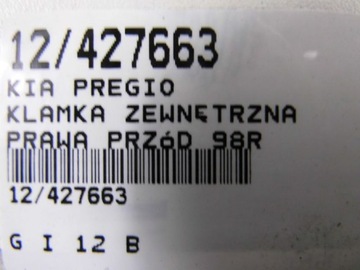 12/427663
KIA PREGIO
KLAMKA ZEWNĘTRZNA
PRAWA PRZóD 98R
12/427663
G I 12 B